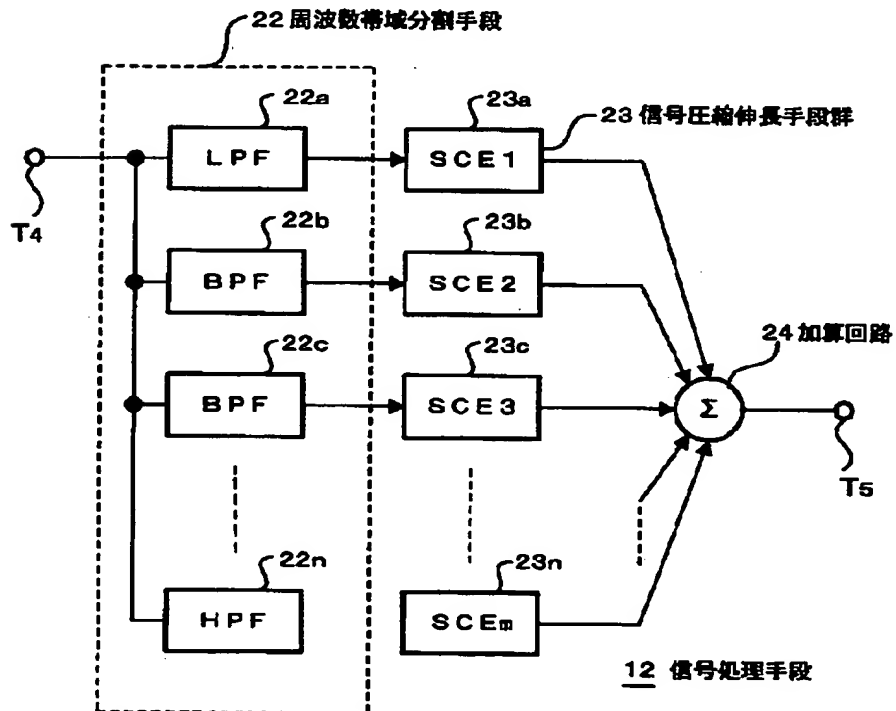 22 周波数帯域分割手段
22a
LPF
23a
SCE1
23 信号圧縮伸長手段群
T4
22b
BPF
23b
SCE2
22c
BPF
23c
SCE3
24 加算回路
Σ
T5
22n
HPF
23n
SCEm
12 信号処理手段